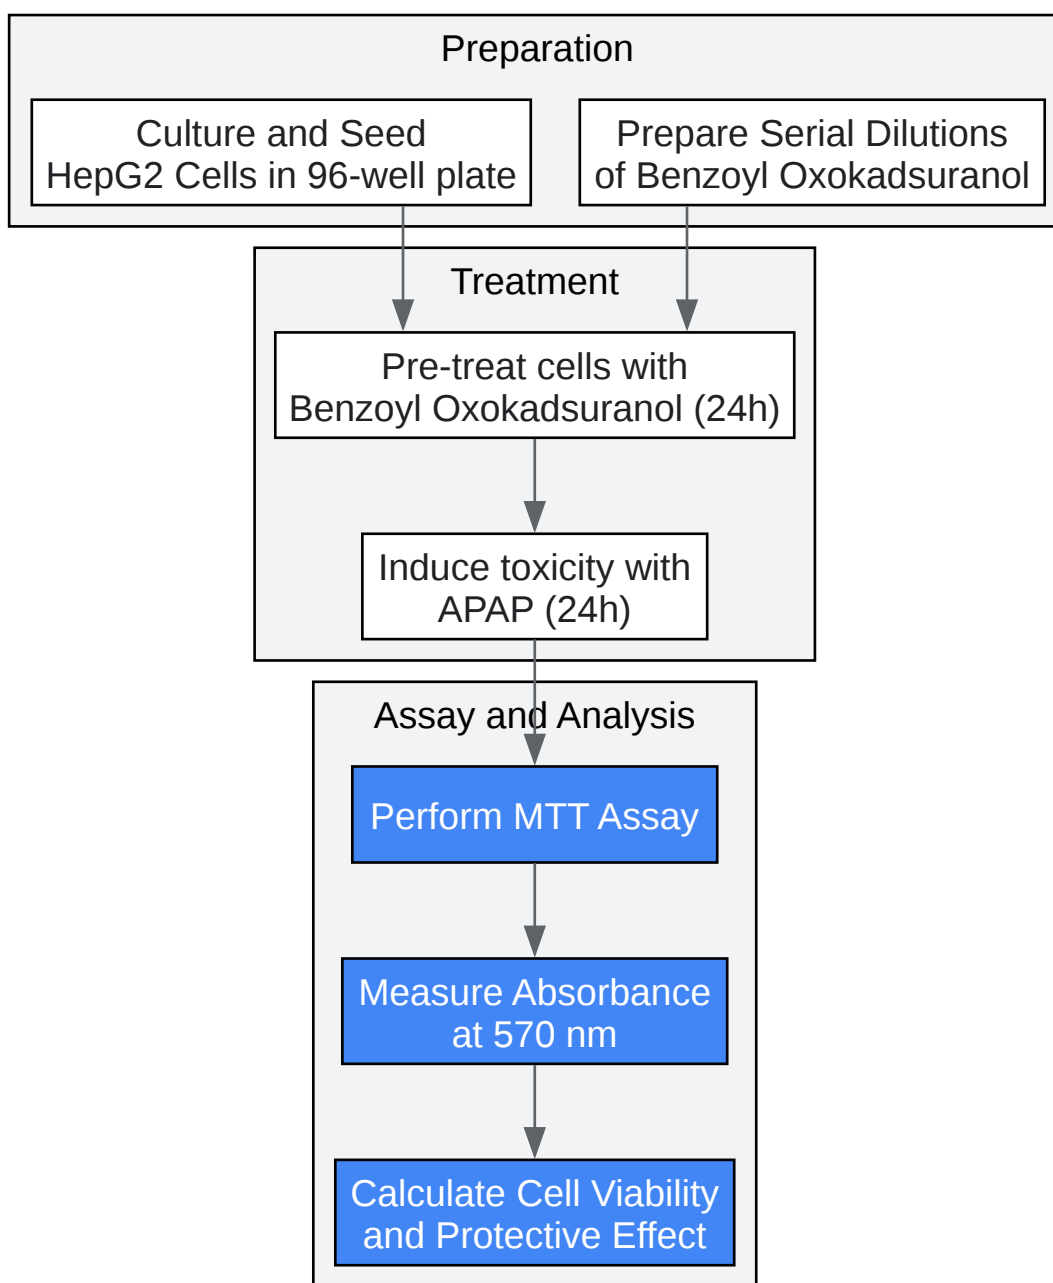 Preparation
Culture and Seed
HepG2 Cells in 96-well plate
Prepare Serial Dilutions
of Benzoyl Oxokadsuranol
Treatment
Pre-treat cells with
Benzoyl Oxokadsuranol (24h)
Induce toxicity with
APAP (24h)
Assay and Analysis
Perform MTT Assay
Measure Absorbance
at 570 nm
Calculate Cell Viability
and Protective Effect